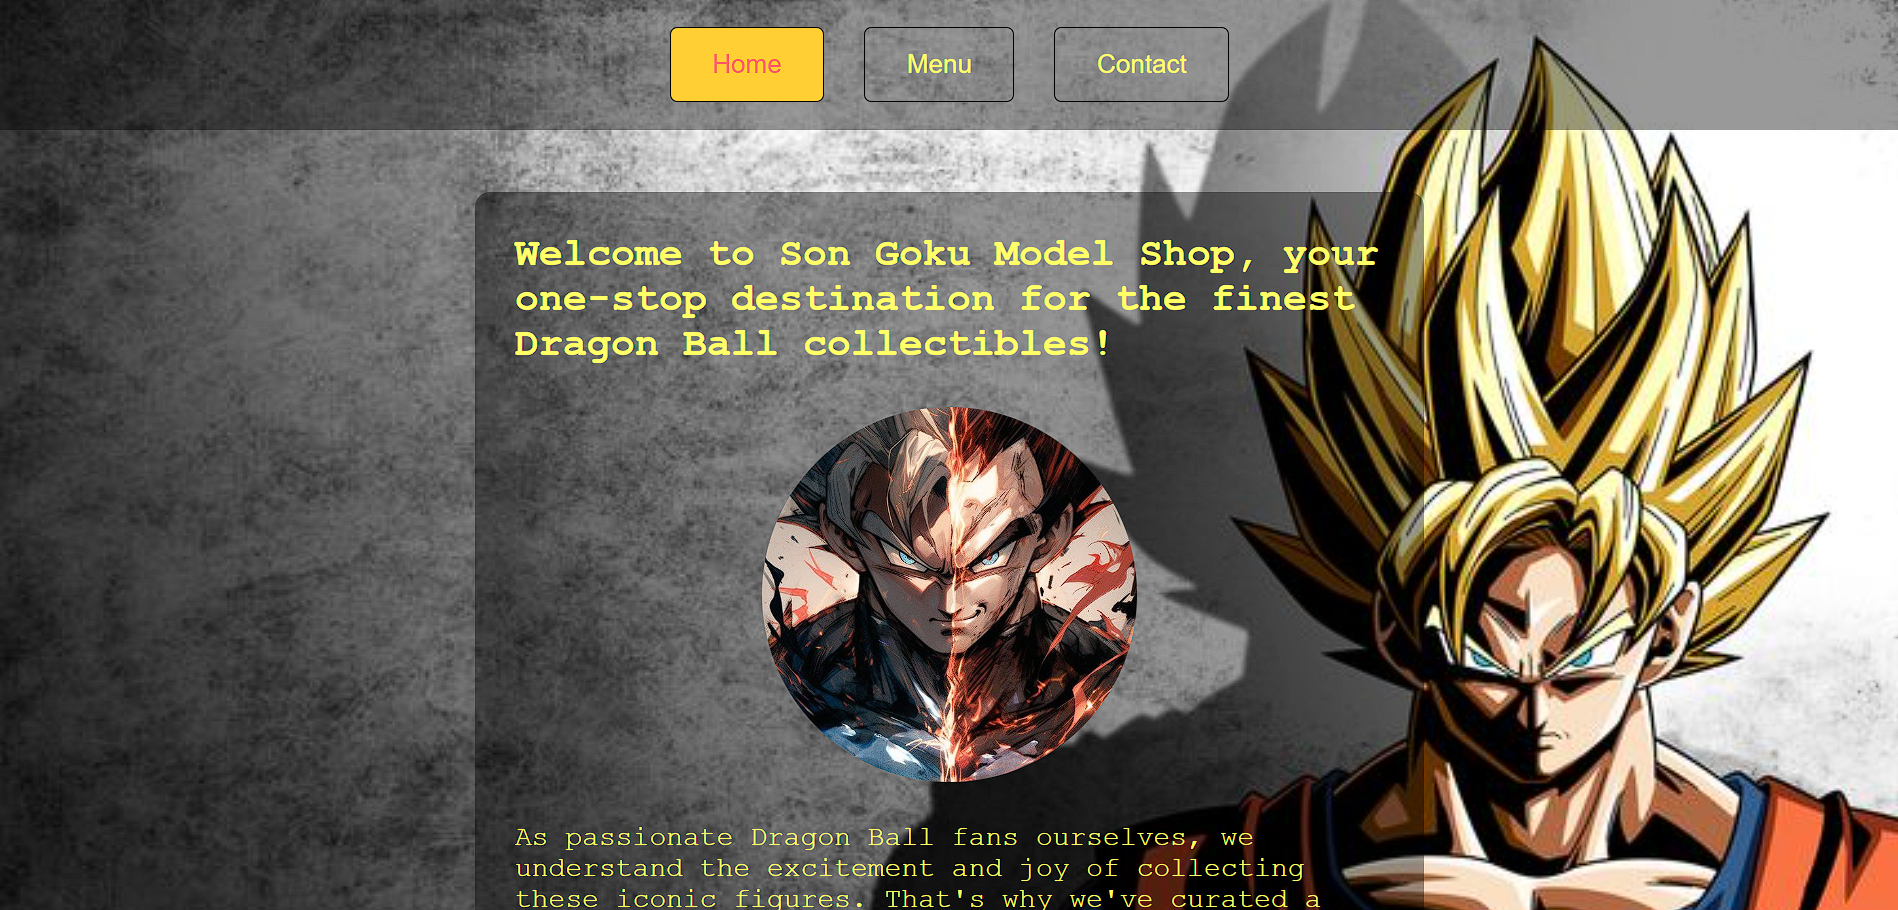 Home
Menu
Contact
Welcome to Son Goku Model Shop, your
one-stop destination for the finest
Dragon Ball collectibles!
As passionate Dragon Ball fans ourselves, we
understand the excitement and joy of collecting
these iconic figures. That's why we've curated a